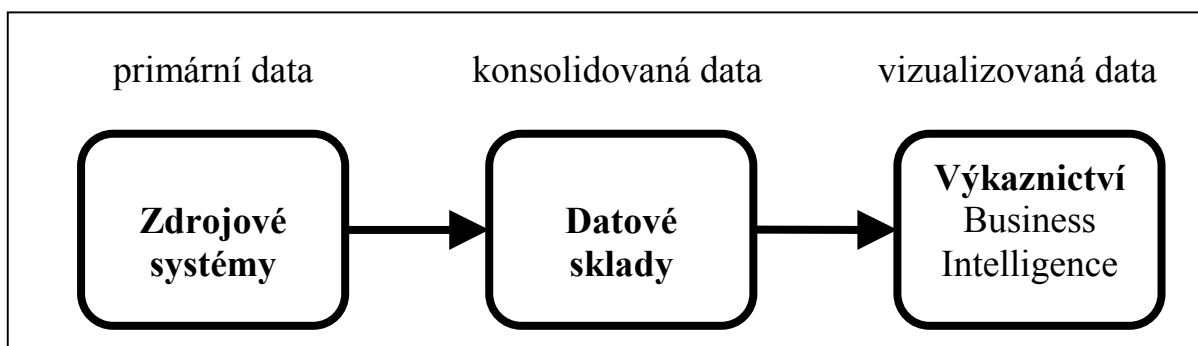 primární data
konsolidovaná data
vizualizovaná data
Zdrojové
systémy
Datové
sklady
Výkaznictví
Business
Intelligence